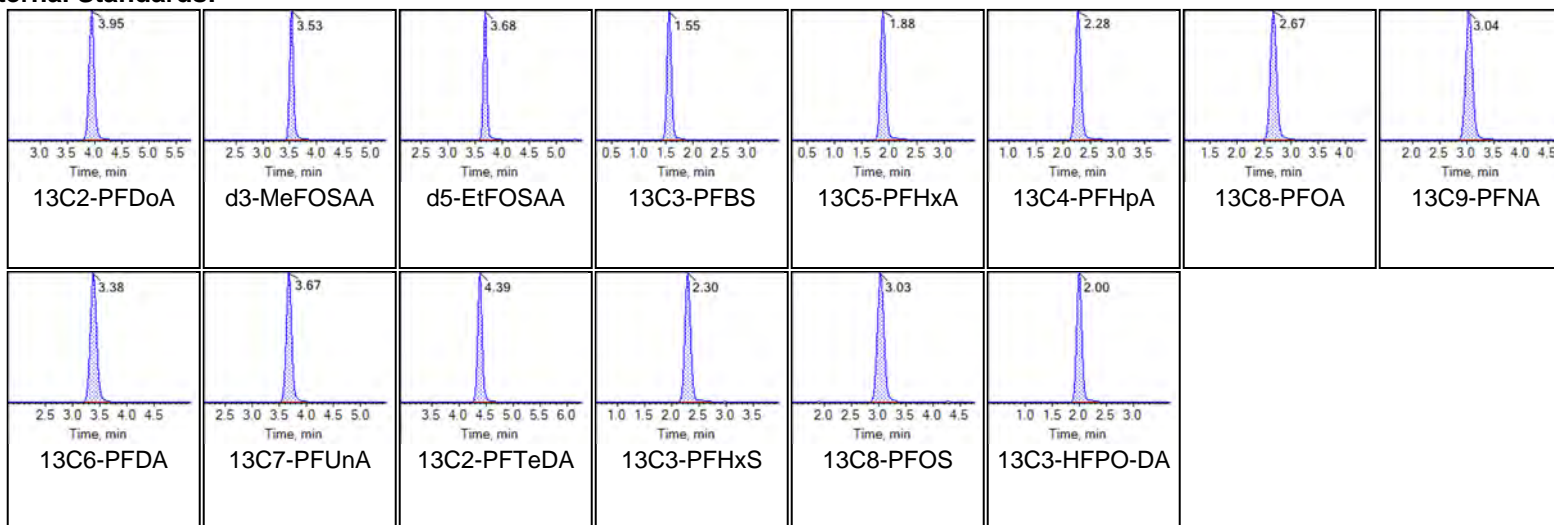 3.95 3.53 3.68 1.55 1.88 2.28 2.67 3.04
3.0 3.5 4.0 4.5 5.0 5.5 2.5 3.0 3.5 4.0 4.5 5.0 2.5 3.0 3.5 4.0 4.5 5.0 0.5 1.0 1.5 2.0 2.5 3.0 0.5 1.0 1.5 2.0 2.5 3.0 1.0 1.5 2.0 2.5 3.0 3.5 1.5 2.0 2.5 3.0 3.5 4.0 2.0 2.5 3.0 3.5 4.0
Time, min Time, min Time, min Time, min Time, min Time, min Time, min Time, min
13C2-PFDoA d3-MeFOSAA d5-EtFOSAA 13C3-PFBS 13C5-PFHxA 13C4-PFHpA 13C8-PFOA 13C9-PFNA
3.38 3.67 4.39 2.30 3.03 2.00
2.5 3.0 3.5 4.0 4.5 2.5 3.0 3.5 4.0 4.5 5.0 3.5 4.0 4.5 5.0 5.5 6.0 1.0 1.5 2.0 2.5 3.0 3.5 2.0 2.5 3.0 3.5 4.0 4.5 1.0 1.5 2.0 2.5 3.0
Time, min Time, min Time, min Time, min Time, min Time, min
13C6-PFDA 13C7-PFUnA 13C2-PFTeDA 13C3-PFHxS 13C8-PFOS 13C3-HFPO-DA